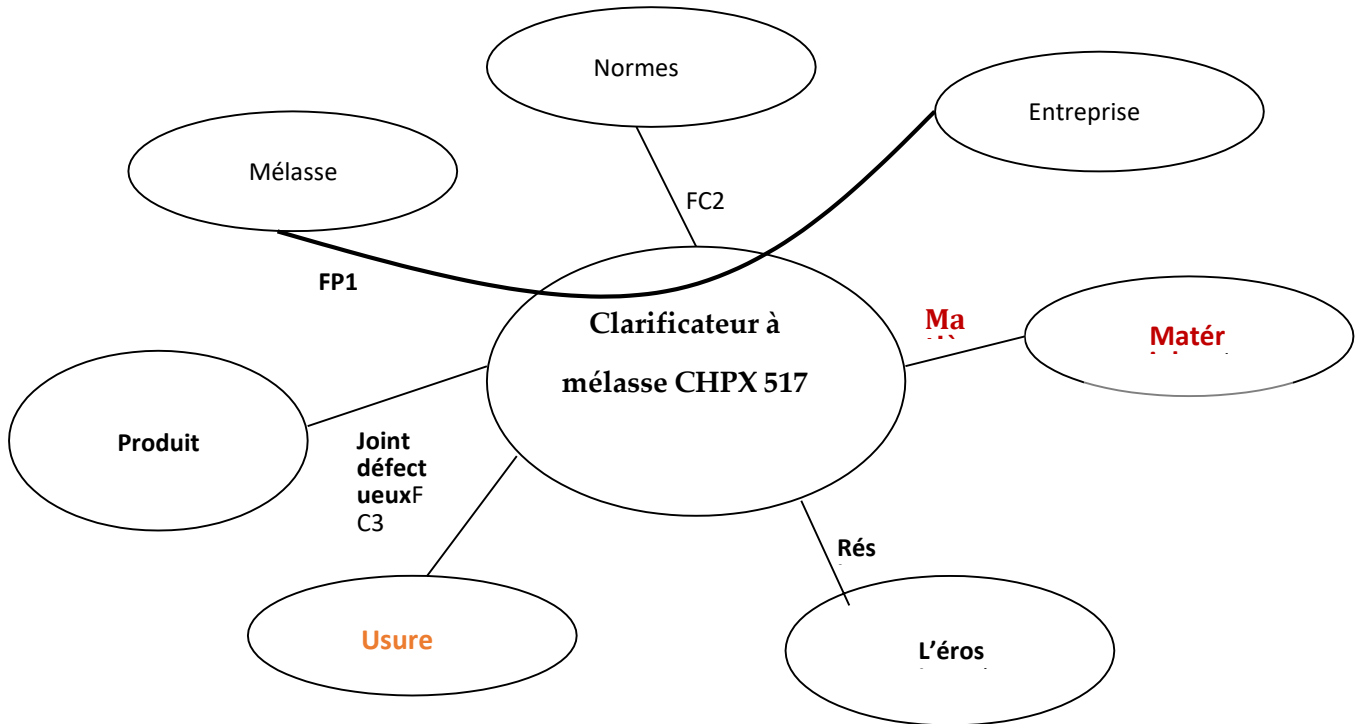 Normes
Entreprise
Mélasse
FC2
FP1
Clarificateur à
mélasse CHPX 517
Ma
Matér
Produit
Joint
défect
ueuxF
C3
Rés
Usure
L’éros